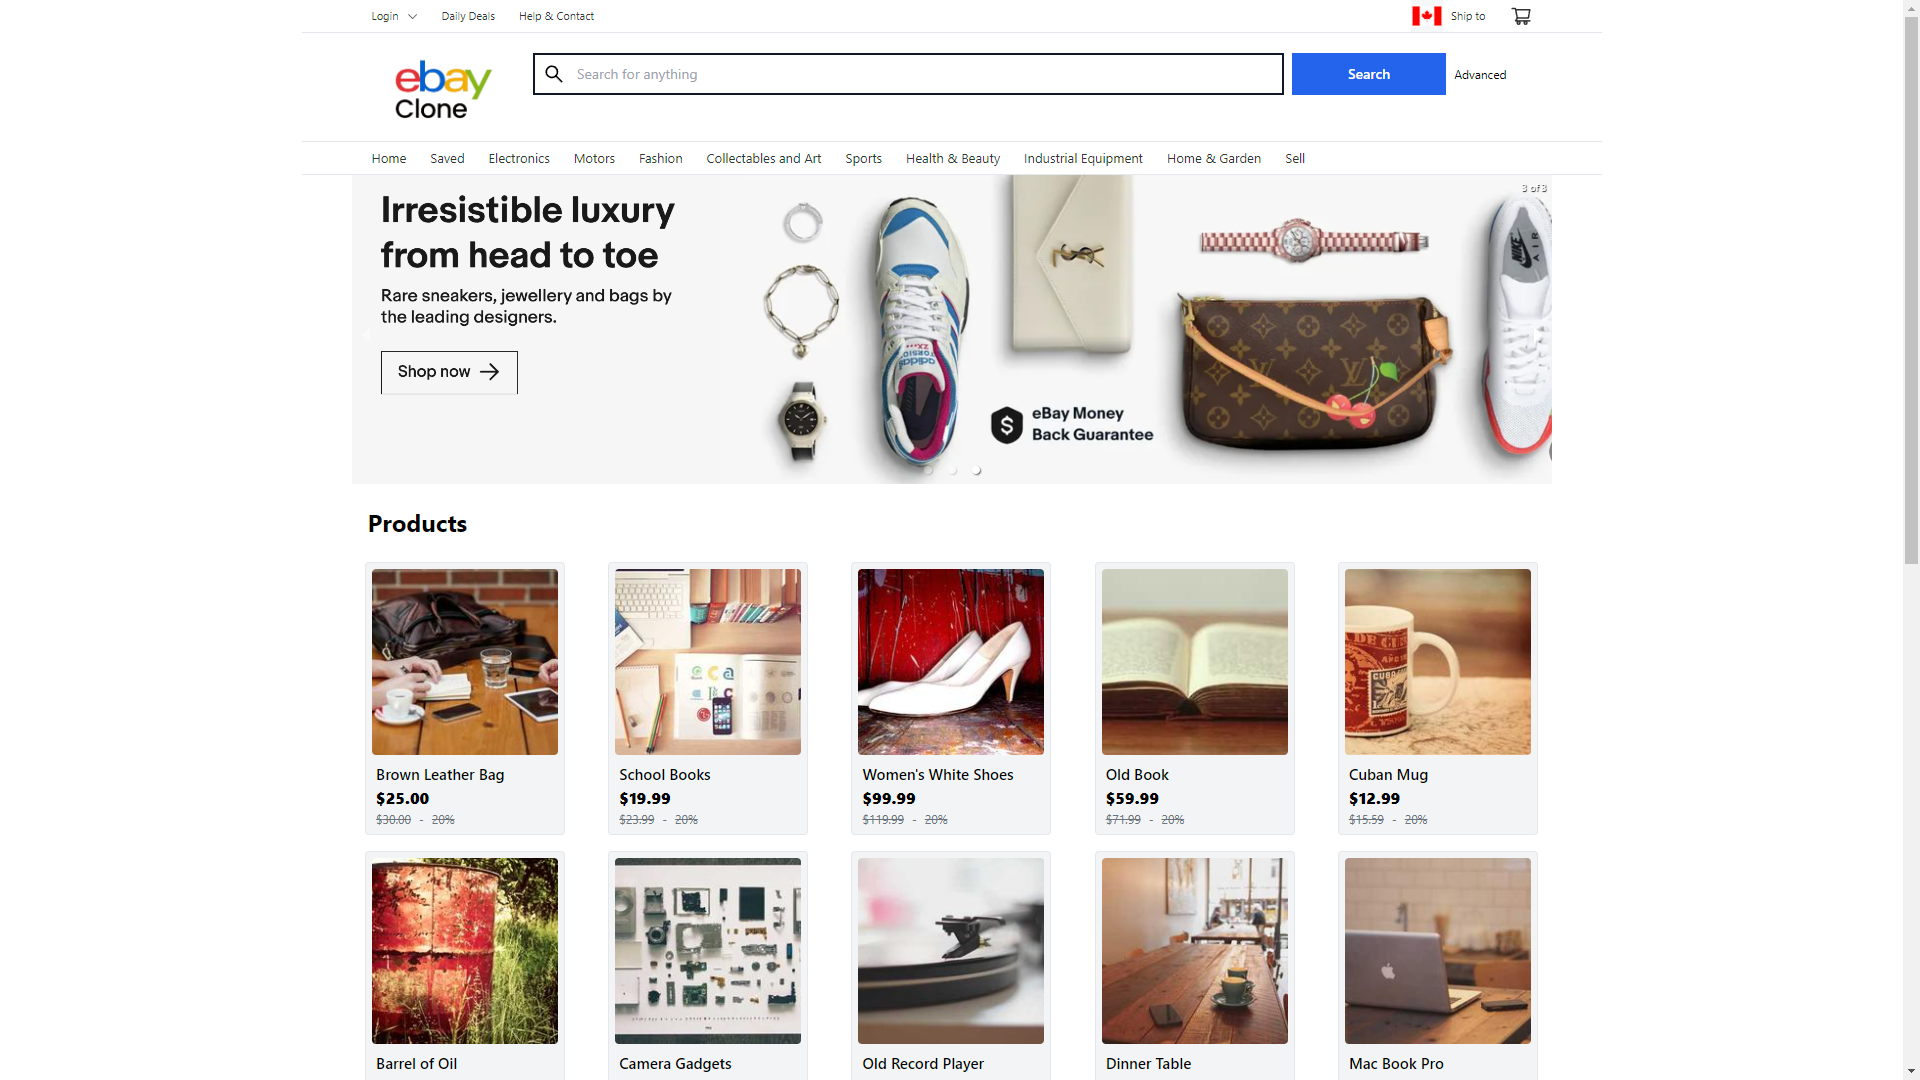 Login
Daily Deals
Help & Contact
Ship to
ebay
Clone
Search for anything
Search
Advanced
Home
Saved
Electronics
Motors
Fashion
Collectables and Art
Sports
Health & Beauty
Industrial Equipment
Home & Garden
Sell
3 of 3
Irresistible luxury
from head to toe
Rare sneakers, jewellery and bags by
the leading designers.
Shop now
eBay Money
Back Guarantee
NIKE
AIR
adidas
TORSION
Products
Brown Leather Bag
$25.00
$30.00 - 20%
School Books
$19.99
$23.99 - 20%
Women's White Shoes
$99.99
$119.99 - 20%
Old Book
$59.99
$71.99 - 20%
Cuban Mug
$12.99
$15.59 - 20%
Barrel of Oil
Camera Gadgets
Old Record Player
Dinner Table
Mac Book Pro